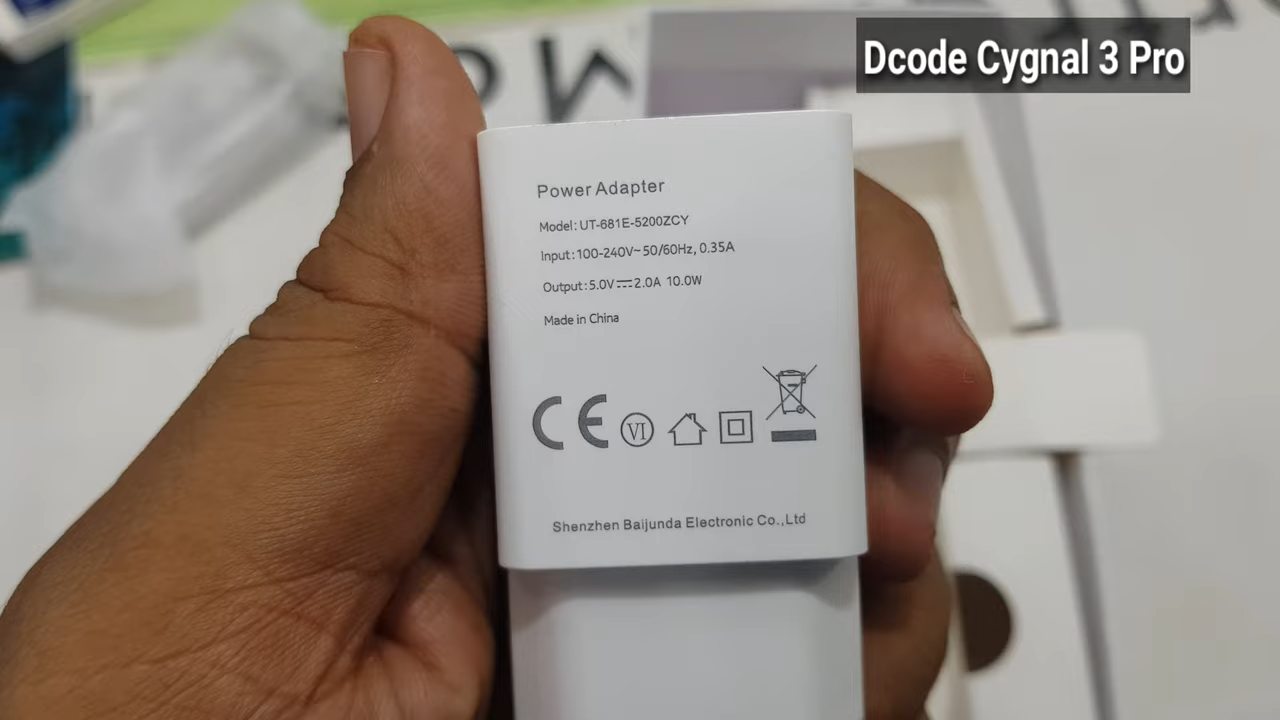 Dcode Cygnal 3 Pro
Power Adapter
Model: UT-681E-5200ZCY
Input: 100-240V~50/60Hz, 0.35A
Output: 5.0V⎓2.0A 10.0W
Made in China
CE
VI
Shenzhen Baijunda Electronic Co.,Ltd